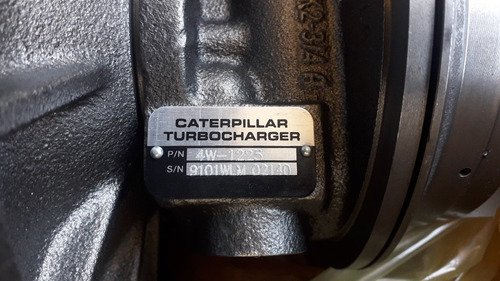 CATERPILLAR
TURBOCHARGER
P/N 4W-1225
S/N 9101WLM 02130